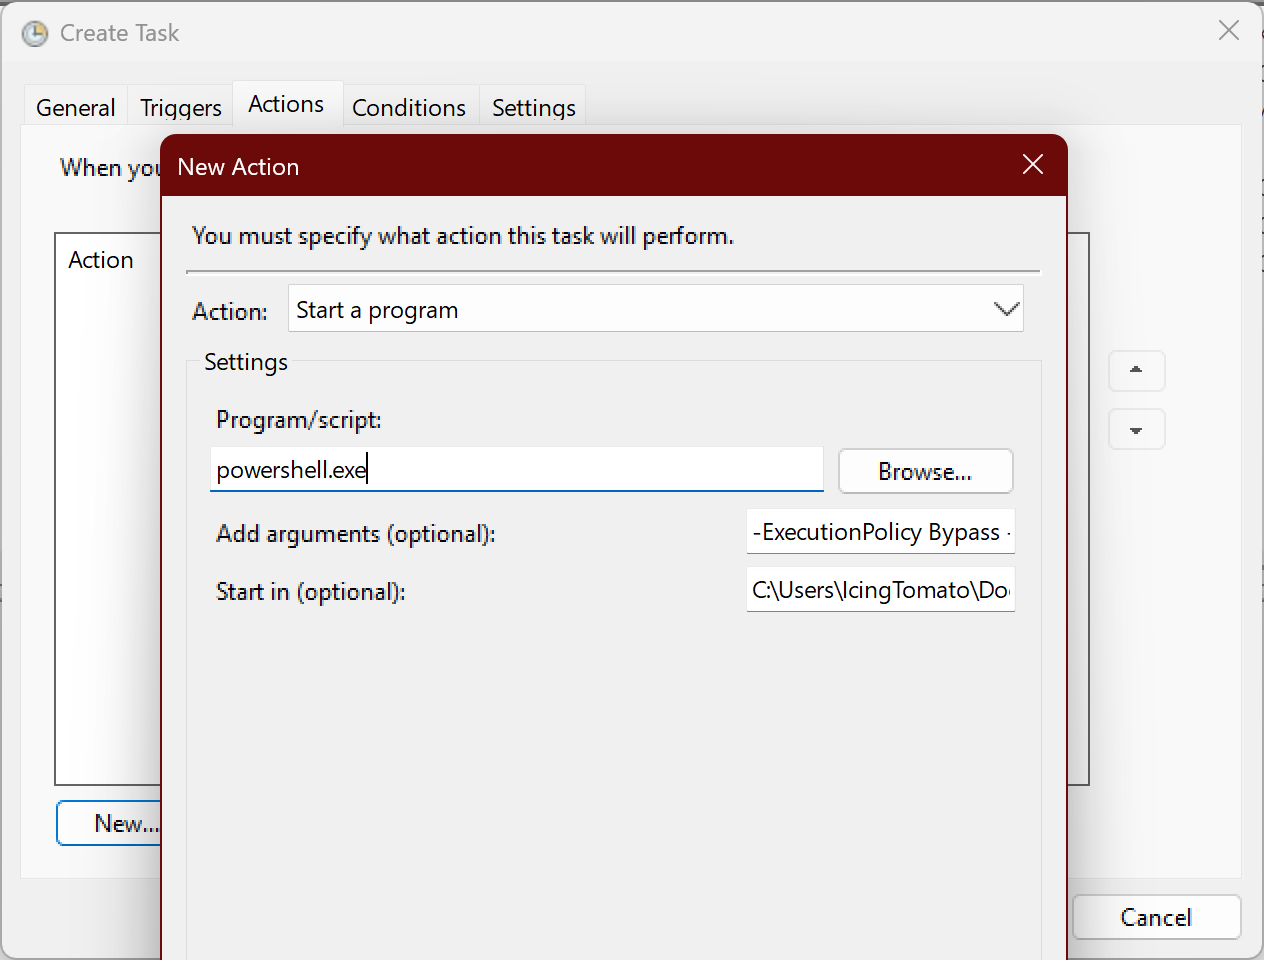 Create Task
General Triggers Actions Conditions Settings
When you
Action
New...
Cancel
New Action
You must specify what action this task will perform.
Action: Start a program
Settings
Program/script:
powershell.exe Browse...
Add arguments (optional): -ExecutionPolicy Bypass -
Start in (optional): C:\Users\IcingTomato\Do